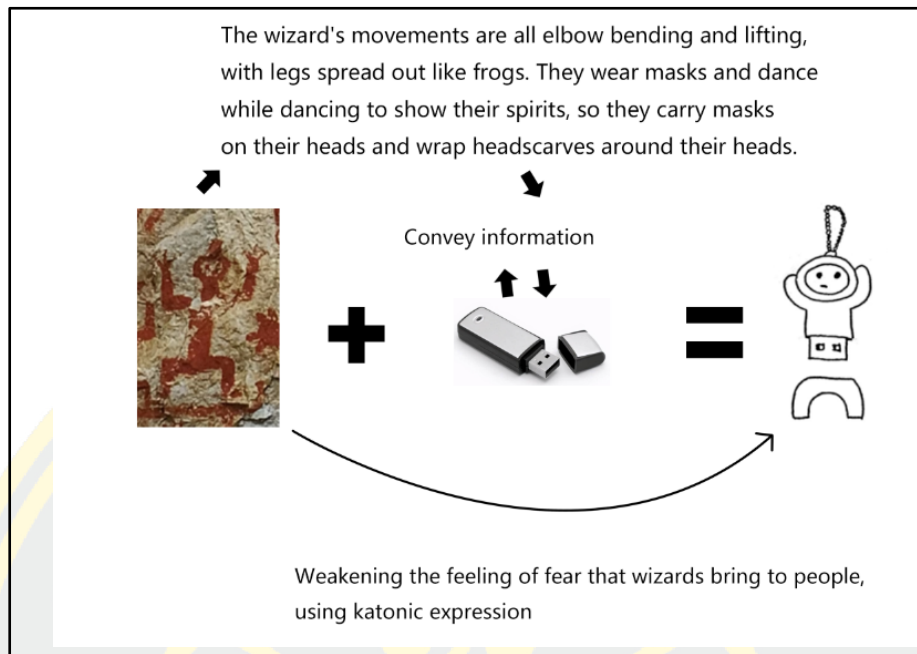 The wizard's movements are all elbow bending and lifting,
with legs spread out like frogs. They wear masks and dance
while dancing to show their spirits, so they carry masks
on their heads and wrap headscarves around their heads.
Convey information
Weakening the feeling of fear that wizards bring to people,
using katonic expression